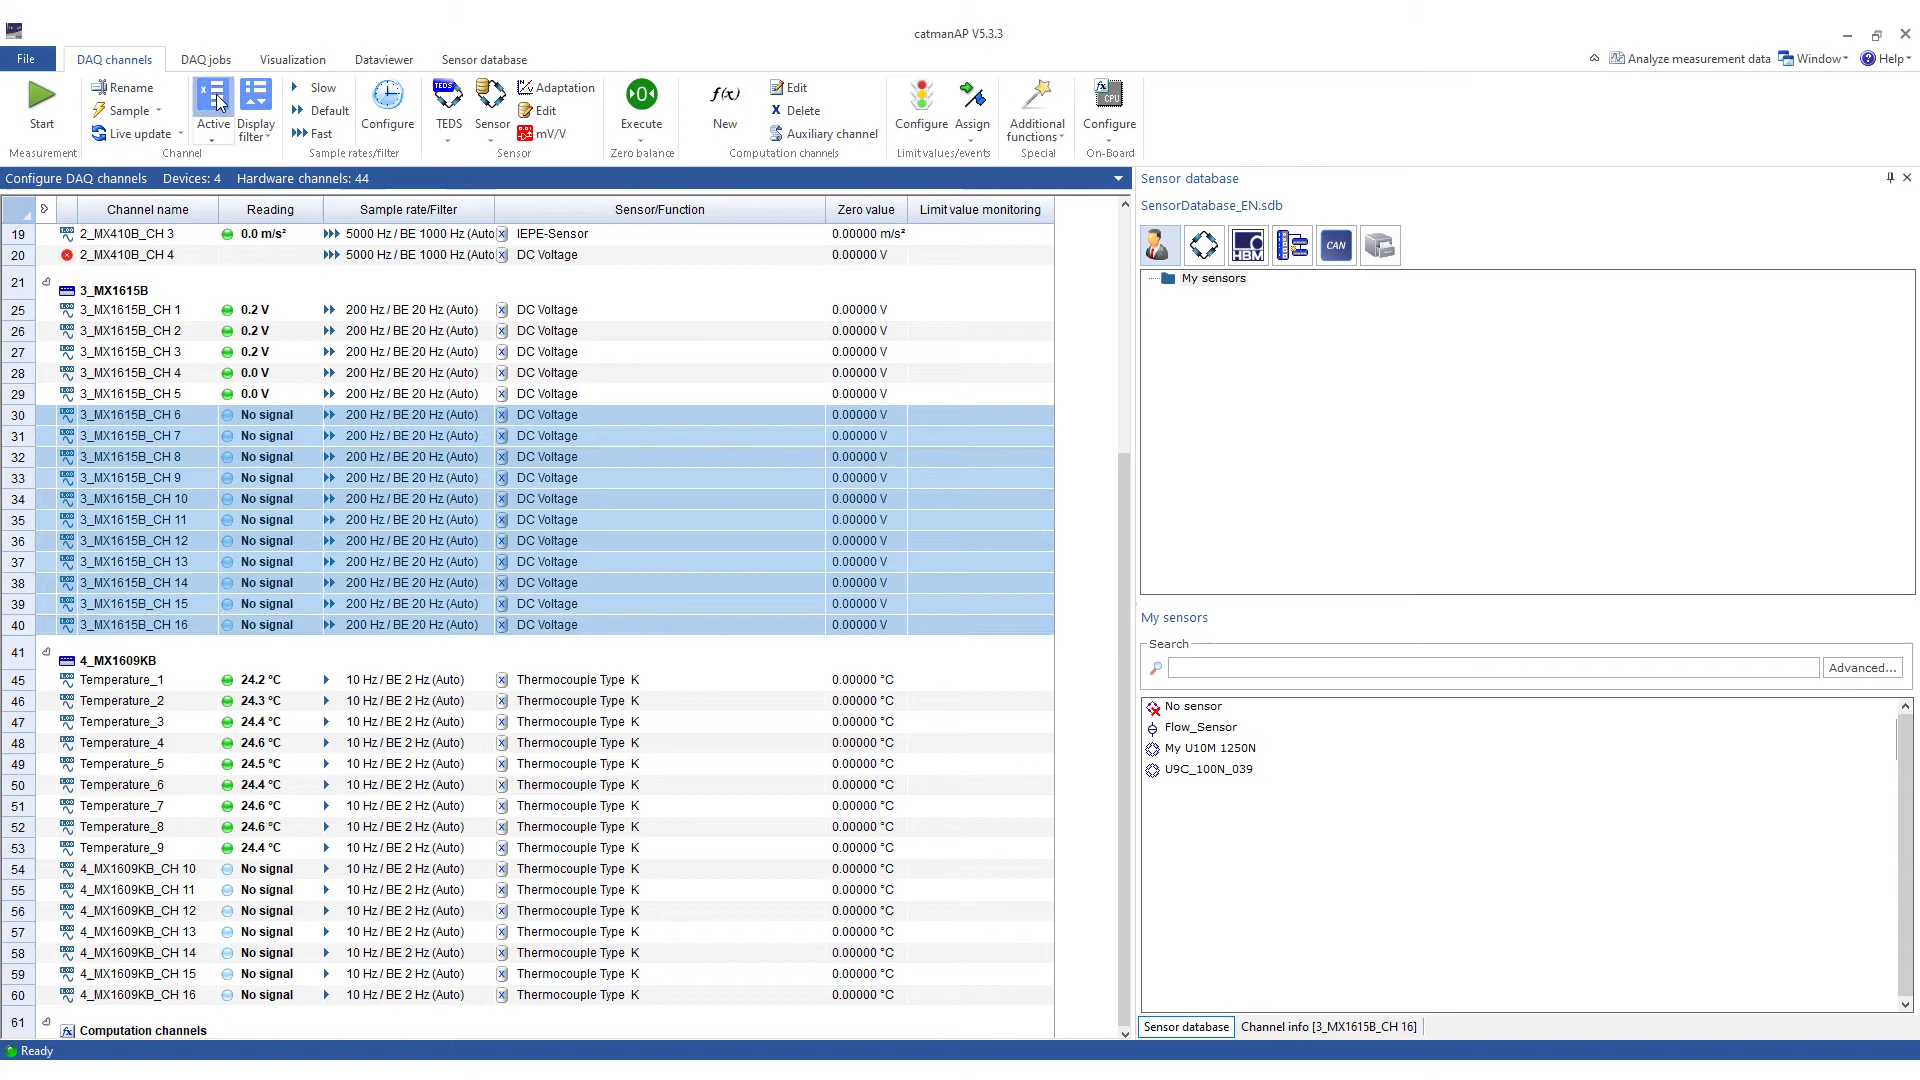 catmanAP V5.3.3
File DAQ channels DAQ jobs Visualization Dataviewer Sensor database Analyze measurement data Window Help
Start
Measurement
Rename
Sample
Live update
Active
Display filter
Channel
Slow
Default
Fast
Configure
Sample rates/filter
TEDS
TEDS
Sensor
Adaptation
Edit
mV/V
Sensor
>0<
Execute
Zero balance
f(x)
New
Edit
Delete
Auxiliary channel
Computation channels
Configure
Assign
Limit values/events
Additional functions
Special
fx CPU
Configure
On-Board
Configure DAQ channels Devices: 4 Hardware channels: 44
Channel name Reading Sample rate/Filter Sensor/Function Zero value Limit value monitoring
19 2_MX410B_CH 3 0.0 m/s² 5000 Hz / BE 1000 Hz (Auto IEPE-Sensor 0.00000 m/s²
20 2_MX410B_CH 4 5000 Hz / BE 1000 Hz (Auto DC Voltage 0.00000 V
21 3_MX1615B
25 3_MX1615B_CH 1 0.2 V 200 Hz / BE 20 Hz (Auto) DC Voltage 0.00000 V
26 3_MX1615B_CH 2 0.2 V 200 Hz / BE 20 Hz (Auto) DC Voltage 0.00000 V
27 3_MX1615B_CH 3 0.2 V 200 Hz / BE 20 Hz (Auto) DC Voltage 0.00000 V
28 3_MX1615B_CH 4 0.0 V 200 Hz / BE 20 Hz (Auto) DC Voltage 0.00000 V
29 3_MX1615B_CH 5 0.0 V 200 Hz / BE 20 Hz (Auto) DC Voltage 0.00000 V
30 3_MX1615B_CH 6 No signal 200 Hz / BE 20 Hz (Auto) DC Voltage 0.00000 V
31 3_MX1615B_CH 7 No signal 200 Hz / BE 20 Hz (Auto) DC Voltage 0.00000 V
32 3_MX1615B_CH 8 No signal 200 Hz / BE 20 Hz (Auto) DC Voltage 0.00000 V
33 3_MX1615B_CH 9 No signal 200 Hz / BE 20 Hz (Auto) DC Voltage 0.00000 V
34 3_MX1615B_CH 10 No signal 200 Hz / BE 20 Hz (Auto) DC Voltage 0.00000 V
35 3_MX1615B_CH 11 No signal 200 Hz / BE 20 Hz (Auto) DC Voltage 0.00000 V
36 3_MX1615B_CH 12 No signal 200 Hz / BE 20 Hz (Auto) DC Voltage 0.00000 V
37 3_MX1615B_CH 13 No signal 200 Hz / BE 20 Hz (Auto) DC Voltage 0.00000 V
38 3_MX1615B_CH 14 No signal 200 Hz / BE 20 Hz (Auto) DC Voltage 0.00000 V
39 3_MX1615B_CH 15 No signal 200 Hz / BE 20 Hz (Auto) DC Voltage 0.00000 V
40 3_MX1615B_CH 16 No signal 200 Hz / BE 20 Hz (Auto) DC Voltage 0.00000 V
41 4_MX1609KB
45 Temperature_1 24.2 °C 10 Hz / BE 2 Hz (Auto) Thermocouple Type K 0.00000 °C
46 Temperature_2 24.3 °C 10 Hz / BE 2 Hz (Auto) Thermocouple Type K 0.00000 °C
47 Temperature_3 24.4 °C 10 Hz / BE 2 Hz (Auto) Thermocouple Type K 0.00000 °C
48 Temperature_4 24.6 °C 10 Hz / BE 2 Hz (Auto) Thermocouple Type K 0.00000 °C
49 Temperature_5 24.5 °C 10 Hz / BE 2 Hz (Auto) Thermocouple Type K 0.00000 °C
50 Temperature_6 24.4 °C 10 Hz / BE 2 Hz (Auto) Thermocouple Type K 0.00000 °C
51 Temperature_7 24.6 °C 10 Hz / BE 2 Hz (Auto) Thermocouple Type K 0.00000 °C
52 Temperature_8 24.6 °C 10 Hz / BE 2 Hz (Auto) Thermocouple Type K 0.00000 °C
53 Temperature_9 24.4 °C 10 Hz / BE 2 Hz (Auto) Thermocouple Type K 0.00000 °C
54 4_MX1609KB_CH 10 No signal 10 Hz / BE 2 Hz (Auto) Thermocouple Type K 0.00000 °C
55 4_MX1609KB_CH 11 No signal 10 Hz / BE 2 Hz (Auto) Thermocouple Type K 0.00000 °C
56 4_MX1609KB_CH 12 No signal 10 Hz / BE 2 Hz (Auto) Thermocouple Type K 0.00000 °C
57 4_MX1609KB_CH 13 No signal 10 Hz / BE 2 Hz (Auto) Thermocouple Type K 0.00000 °C
58 4_MX1609KB_CH 14 No signal 10 Hz / BE 2 Hz (Auto) Thermocouple Type K 0.00000 °C
59 4_MX1609KB_CH 15 No signal 10 Hz / BE 2 Hz (Auto) Thermocouple Type K 0.00000 °C
60 4_MX1609KB_CH 16 No signal 10 Hz / BE 2 Hz (Auto) Thermocouple Type K 0.00000 °C
61 fx Computation channels
Sensor database
SensorDatabase_EN.sdb
HBM CAN
My sensors
My sensors
Search
Advanced...
No sensor
Flow_Sensor
My U10M 1250N
U9C_100N_039
Sensor database Channel info [3_MX1615B_CH 16]
Ready